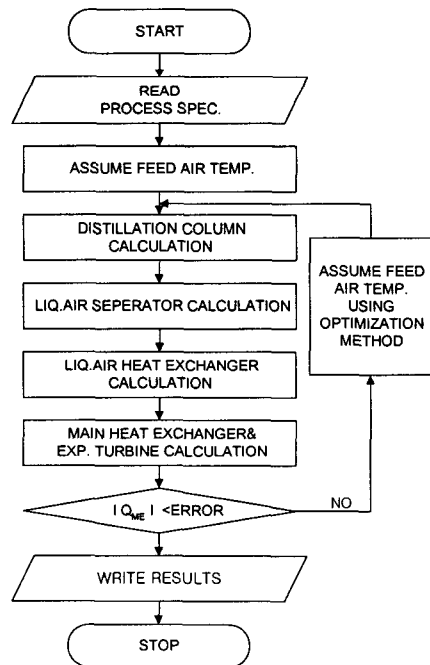 START
READ
PROCESS SPEC.
ASSUME FEED AIR TEMP.
DISTILLATION COLUMN
CALCULATION
LIQ.AIR SEPERATOR CALCULATION
LIQ.AIR HEAT EXCHANGER
CALCULATION
MAIN HEAT EXCHANGER&
EXP. TURBINE CALCULATION
I Q_ME I <ERROR
NO
ASSUME FEED
AIR TEMP.
USING
OPTIMIZATION
METHOD
WRITE RESULTS
STOP